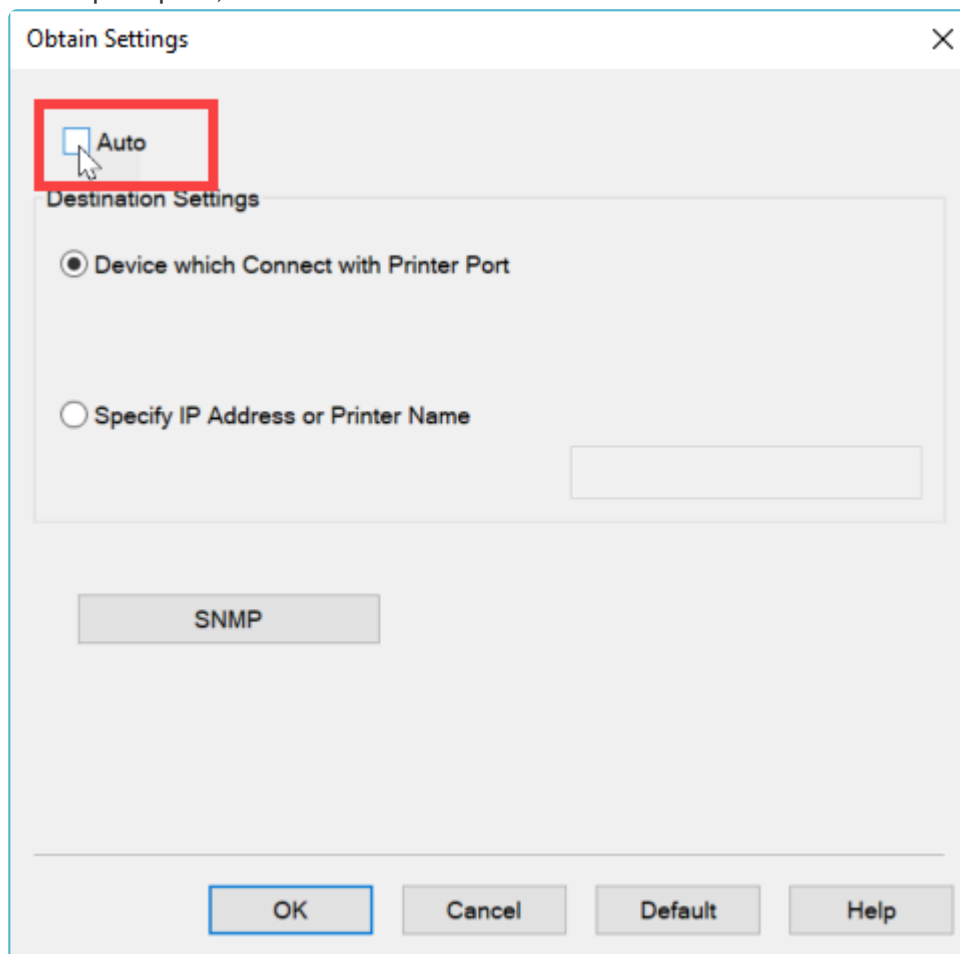 Obtain Settings
Auto
Destination Settings
Device which Connect with Printer Port
Specify IP Address or Printer Name
SNMP
OK Cancel Default Help